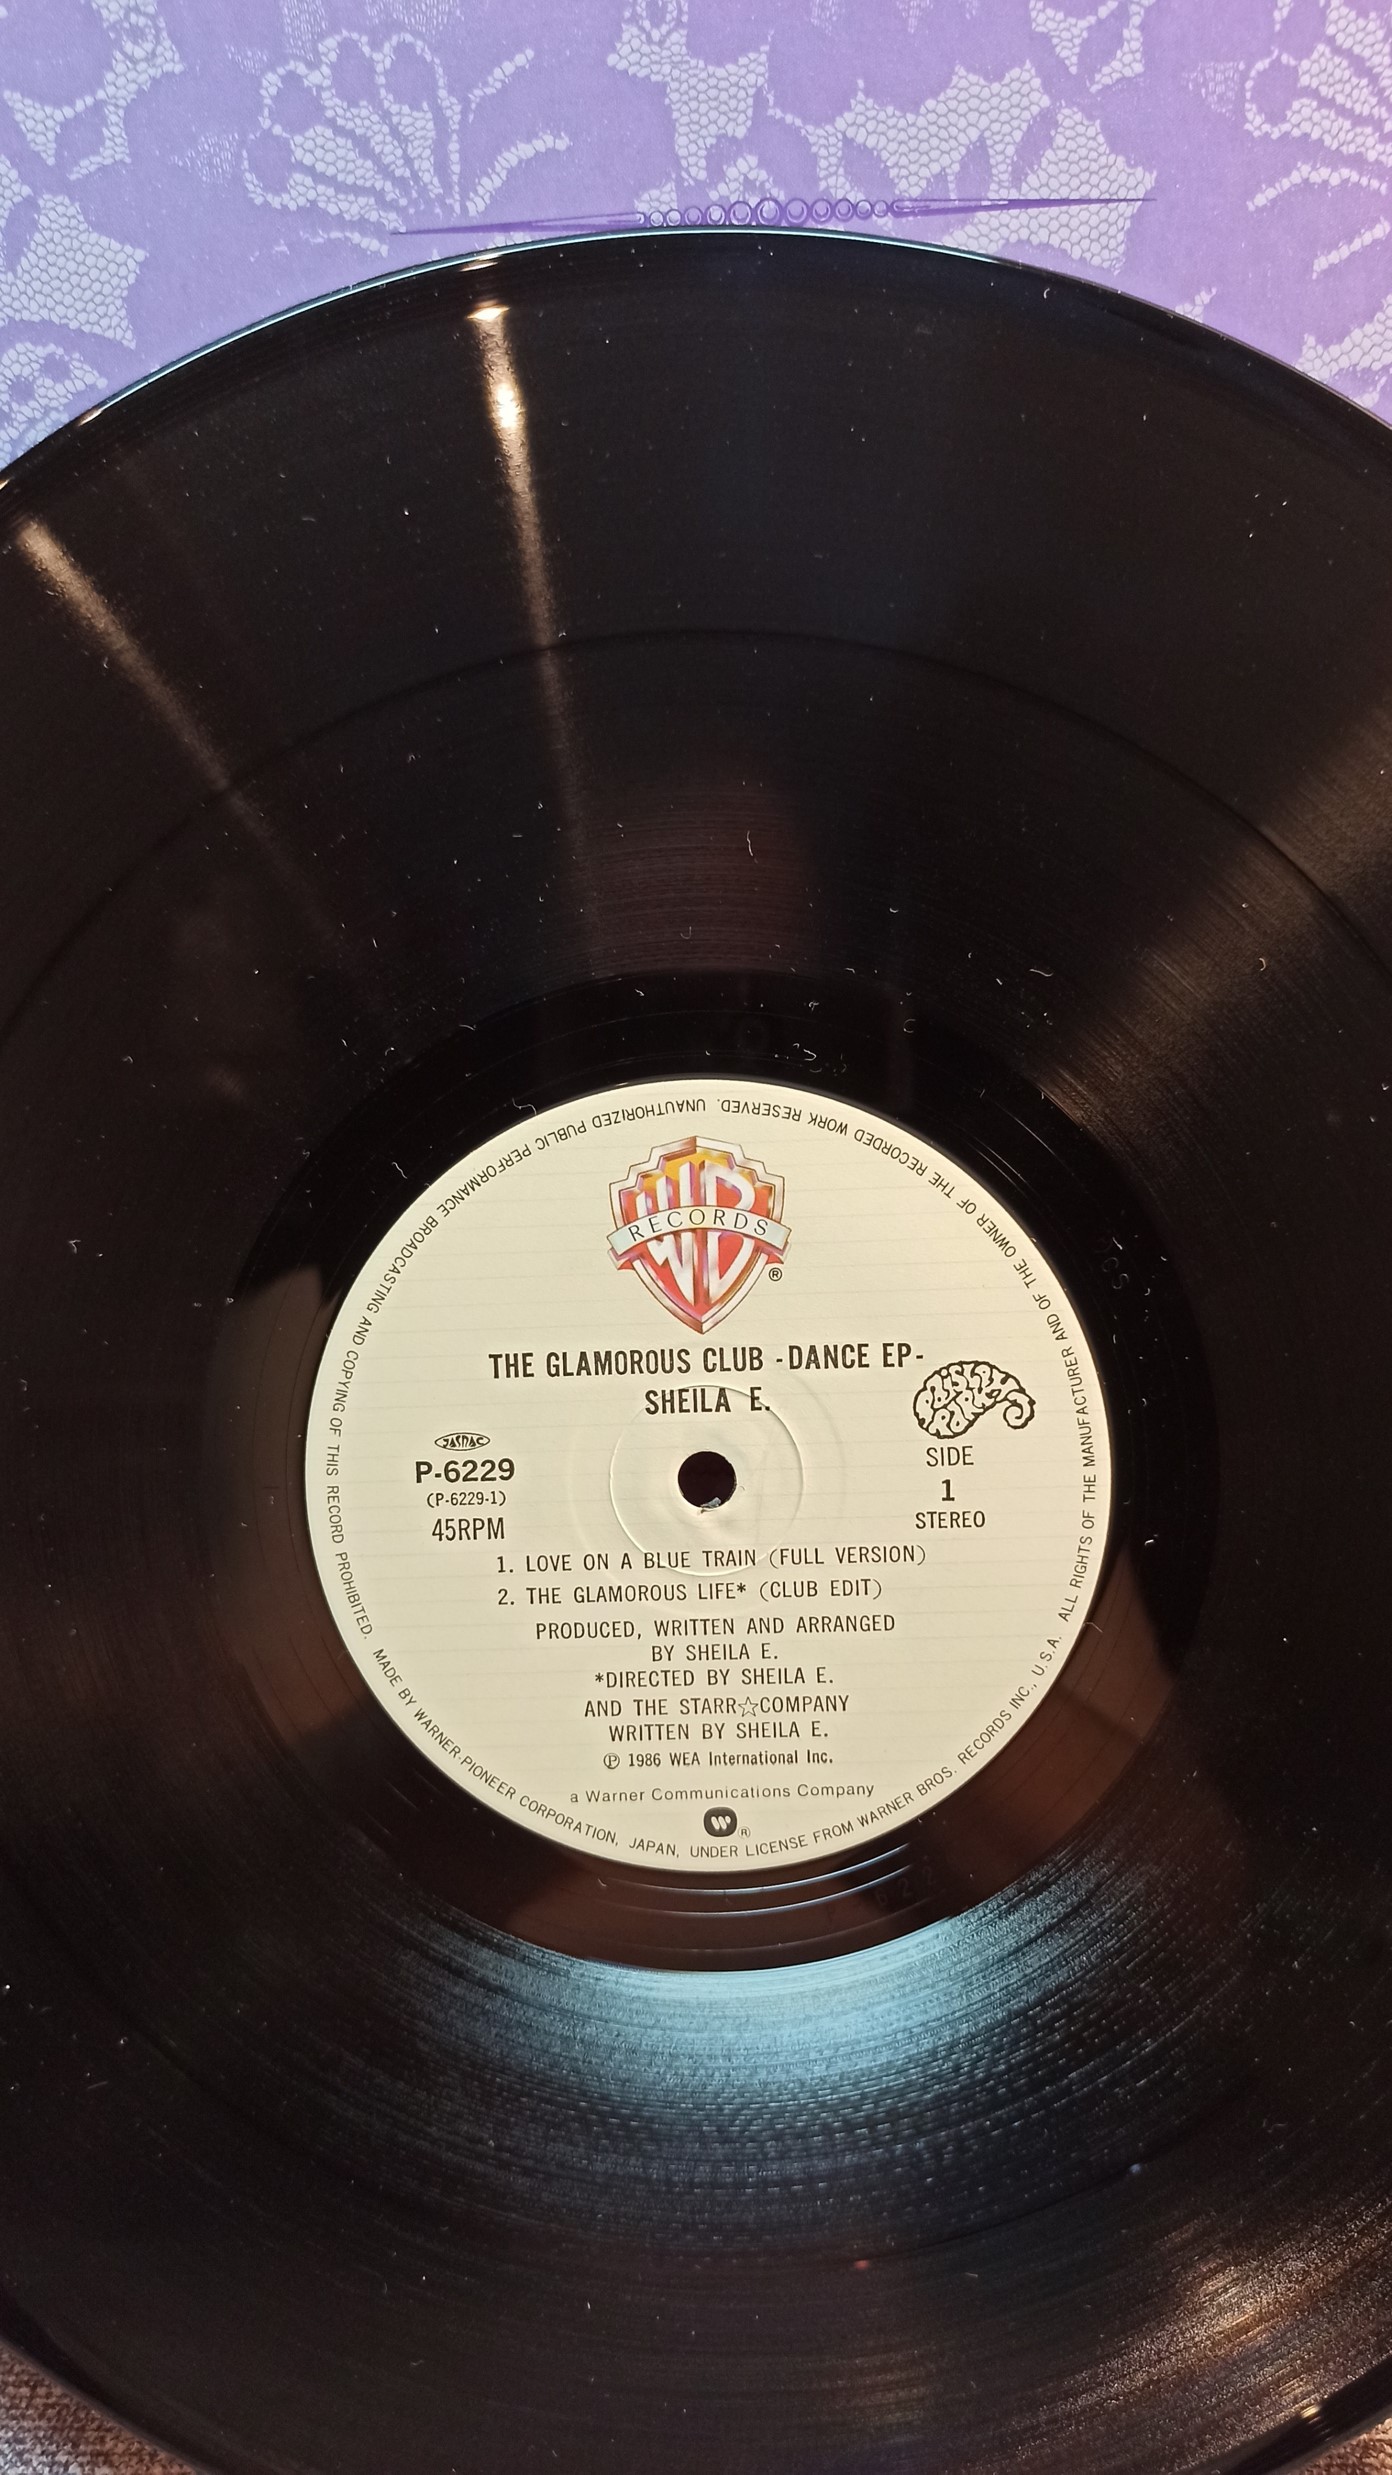 WB
RECORDS
®
THE GLAMOROUS CLUB -DANCE EP-
SHEILA E.
PAISLEY PARK
JASRAC
P-6229
(P-6229-1)
45RPM
SIDE
1
STEREO
1. LOVE ON A BLUE TRAIN (FULL VERSION)
2. THE GLAMOROUS LIFE* (CLUB EDIT)
PRODUCED, WRITTEN AND ARRANGED
BY SHEILA E.
*DIRECTED BY SHEILA E.
AND THE STARR☆COMPANY
WRITTEN BY SHEILA E.
℗ 1986 WEA International Inc.
a Warner Communications Company
W ®
MADE BY WARNER-PIONEER CORPORATION, JAPAN, UNDER LICENSE FROM WARNER BROS. RECORDS INC., U.S.A. ALL RIGHTS OF THE MANUFACTURER AND OF THE OWNER OF THE RECORDED WORK RESERVED. UNAUTHORIZED PUBLIC PERFORMANCE BROADCASTING AND COPYING OF THIS RECORD PROHIBITED.